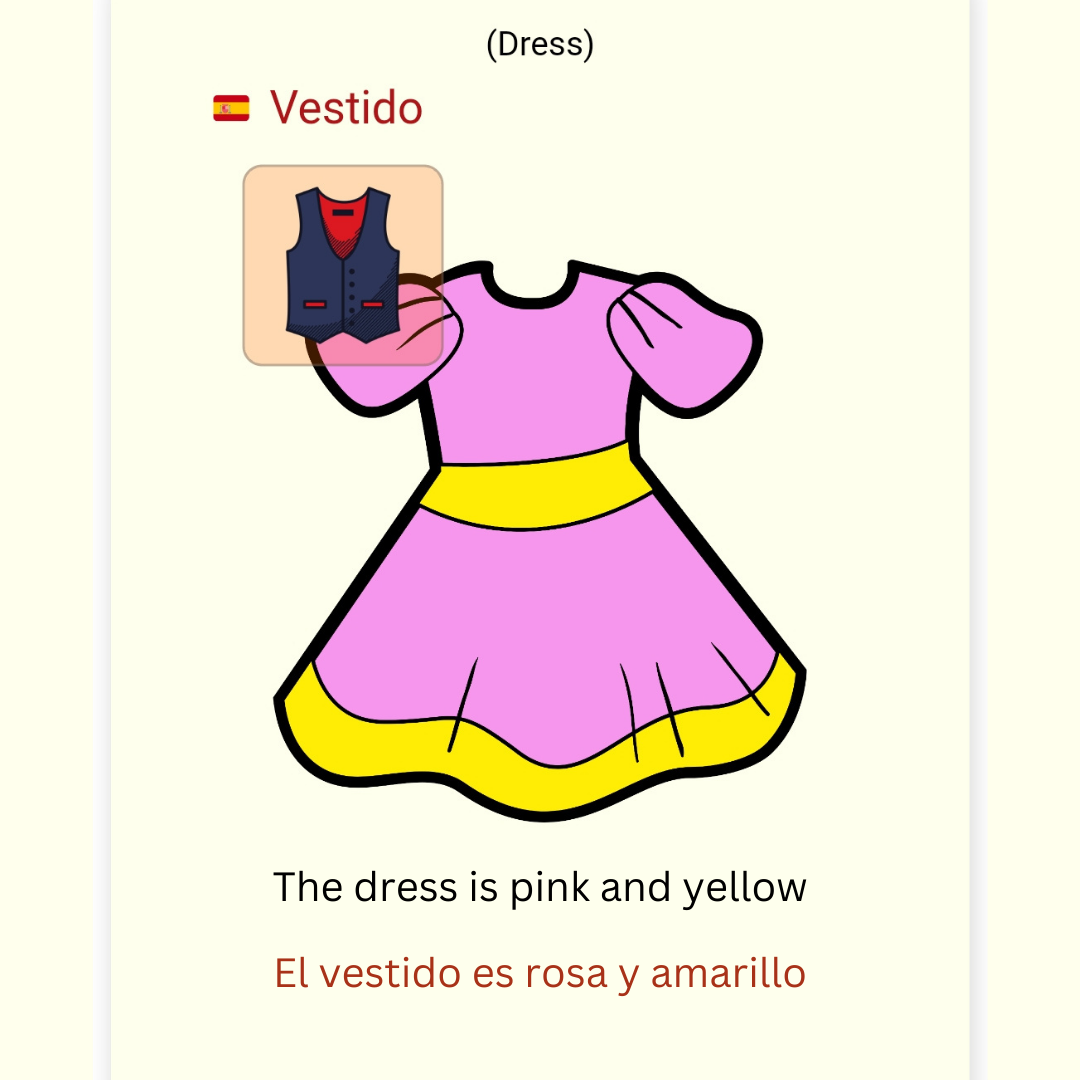 (Dress)
Vestido
The dress is pink and yellow
El vestido es rosa y amarillo